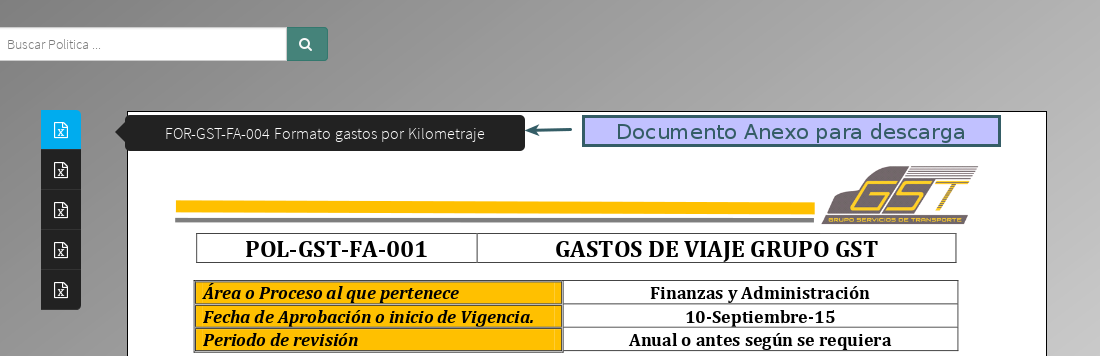 Buscar Politica ...
FOR-GST-FA-004 Formato gastos por Kilometraje
Documento Anexo para descarga
GST
GRUPO SERVICIOS DE TRANSPORTE
POL-GST-FA-001 GASTOS DE VIAJE GRUPO GST
Área o Proceso al que pertenece Finanzas y Administración
Fecha de Aprobación o inicio de Vigencia. 10-Septiembre-15
Periodo de revisión Anual o antes según se requiera